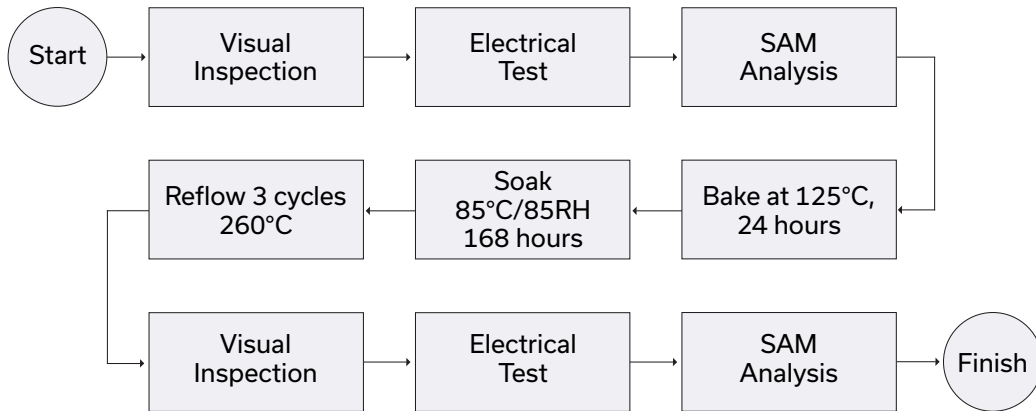 Start
Visual
Inspection
Electrical
Test
SAM
Analysis
Bake at 125°C,
24 hours
Soak
85°C/85RH
168 hours
Reflow 3 cycles
260°C
Visual
Inspection
Electrical
Test
SAM
Analysis
Finish